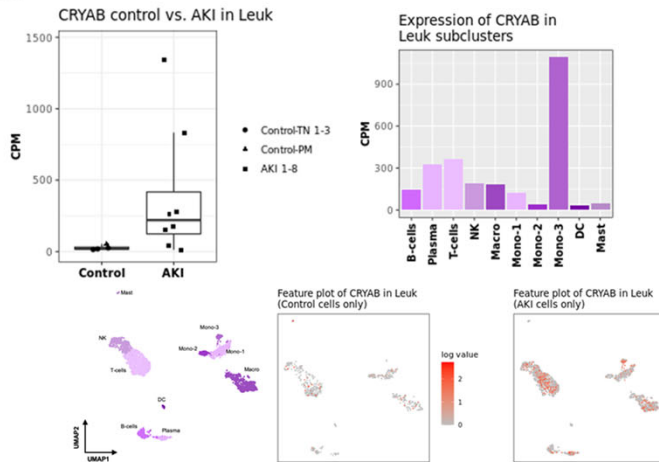 CRYAB control vs. AKI in Leuk
1500
1000
500
0
CPM
Control
AKI
Control-TN 1-3
Control-PM
AKI 1-8
Expression of CRYAB in
Leuk subclusters
900
600
300
0
CPM
B-cells
Plasma
T-cells
NK
Macro
Mono-1
Mono-2
Mono-3
DC
Mast
Mast
NK
T-cells
Mono-3
Mono-2
Mono-1
Macro
DC
B-cells
Plasma
UMAP2
UMAP1
Feature plot of CRYAB in Leuk
(Control cells only)
log value
2
1
0
Feature plot of CRYAB in Leuk
(AKI cells only)